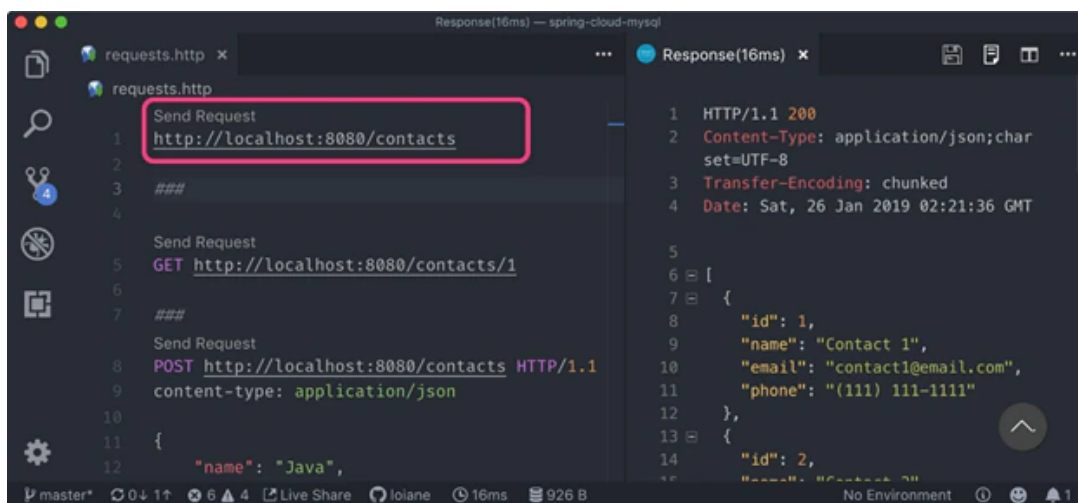 Response(16ms) — spring-cloud-mysql
requests.http ×
Response(16ms) ×
requests.http
Send Request
1 http://localhost:8080/contacts
2
3 ###
4
Send Request
5 GET http://localhost:8080/contacts/1
6
7 ###
Send Request
8 POST http://localhost:8080/contacts HTTP/1.1
9 content-type: application/json
10
11 {
12 "name": "Java",
1 HTTP/1.1 200
2 Content-Type: application/json;char
set=UTF-8
3 Transfer-Encoding: chunked
4 Date: Sat, 26 Jan 2019 02:21:36 GMT
5
6 [
7 {
8 "id": 1,
9 "name": "Contact 1",
10 "email": "contact1@email.com",
11 "phone": "(111) 111-1111"
12 },
13 {
14 "id": 2,
4
master* 0↓ 1↑ 6 4 Live Share loiane 16ms 926 B No Environment 1